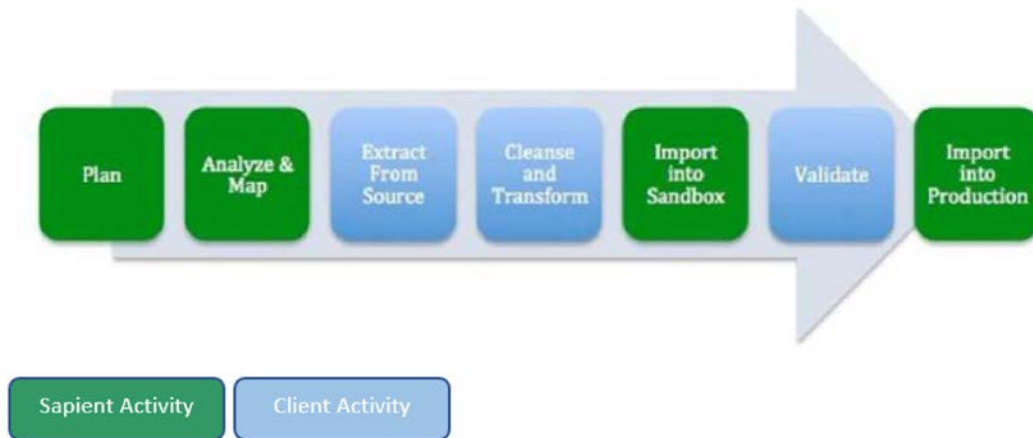 Plan
Analyze &
Map
Extract
From
Source
Cleanse
and
Transform
Import
into
Sandbox
Validate
Import
into
Production
Sapient Activity
Client Activity